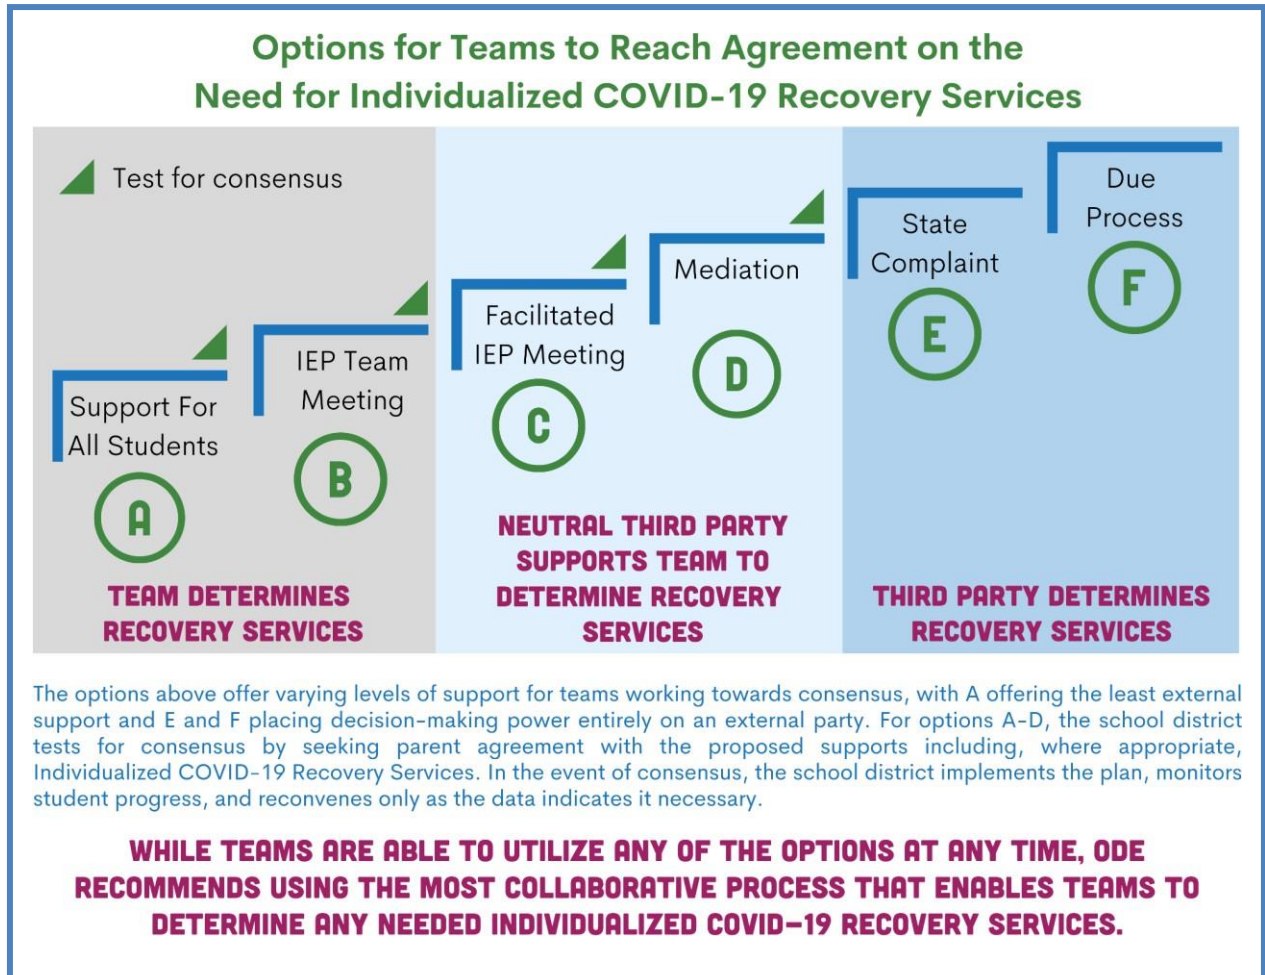 Options for Teams to Reach Agreement on the
Need for Individualized COVID-19 Recovery Services
Test for consensus
Support For
All Students
A
IEP Team
Meeting
B
TEAM DETERMINES
RECOVERY SERVICES
Facilitated
IEP Meeting
C
Mediation
D
NEUTRAL THIRD PARTY
SUPPORTS TEAM TO
DETERMINE RECOVERY
SERVICES
State
Complaint
E
Due
Process
F
THIRD PARTY DETERMINES
RECOVERY SERVICES
The options above offer varying levels of support for teams working towards consensus, with A offering the least external
support and E and F placing decision-making power entirely on an external party. For options A-D, the school district
tests for consensus by seeking parent agreement with the proposed supports including, where appropriate,
Individualized COVID-19 Recovery Services. In the event of consensus, the school district implements the plan, monitors
student progress, and reconvenes only as the data indicates it necessary.
WHILE TEAMS ARE ABLE TO UTILIZE ANY OF THE OPTIONS AT ANY TIME, ODE
RECOMMENDS USING THE MOST COLLABORATIVE PROCESS THAT ENABLES TEAMS TO
DETERMINE ANY NEEDED INDIVIDUALIZED COVID-19 RECOVERY SERVICES.